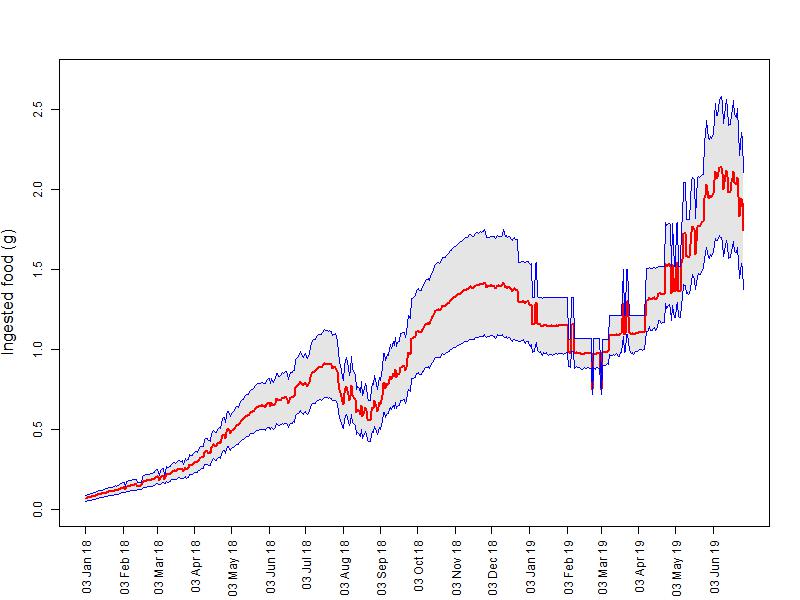 Ingested food (g)
2.5
2.0
1.5
1.0
0.5
0.0
03 Jan 18
03 Feb 18
03 Mar 18
03 Apr 18
03 May 18
03 Jun 18
03 Jul 18
03 Aug 18
03 Sep 18
03 Oct 18
03 Nov 18
03 Dec 18
03 Jan 19
03 Feb 19
03 Mar 19
03 Apr 19
03 May 19
03 Jun 19